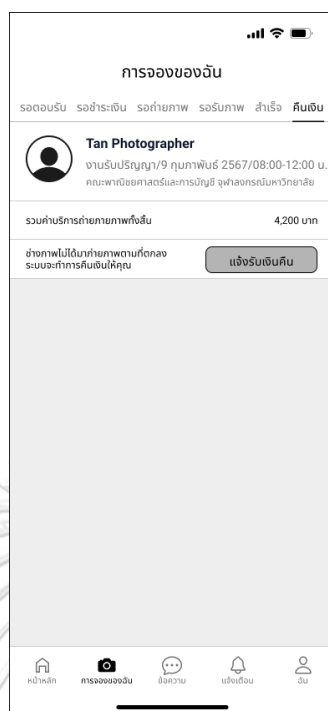 การจองของฉัน
รอตอบรับ รอชำระเงิน รอถ่ายภาพ รอรับภาพ สำเร็จ คืนเงิน
Tan Photographer
งานรับปริญญา/9 กุมภาพันธ์ 2567/08:00-12:00 น.
คณะพาณิชยศาสตร์และการบัญชี จุฬาลงกรณ์มหาวิทยาลัย
รวมค่าบริการถ่ายภายภาพทั้งสิ้น 4,200 บาท
ช่างภาพไม่ได้มาถ่ายภาพตามที่ตกลง
ระบบจะทำการคืนเงินให้คุณ
แจ้งรับเงินคืน
หน้าหลัก การจองของฉัน ข้อความ แจ้งเตือน ฉัน